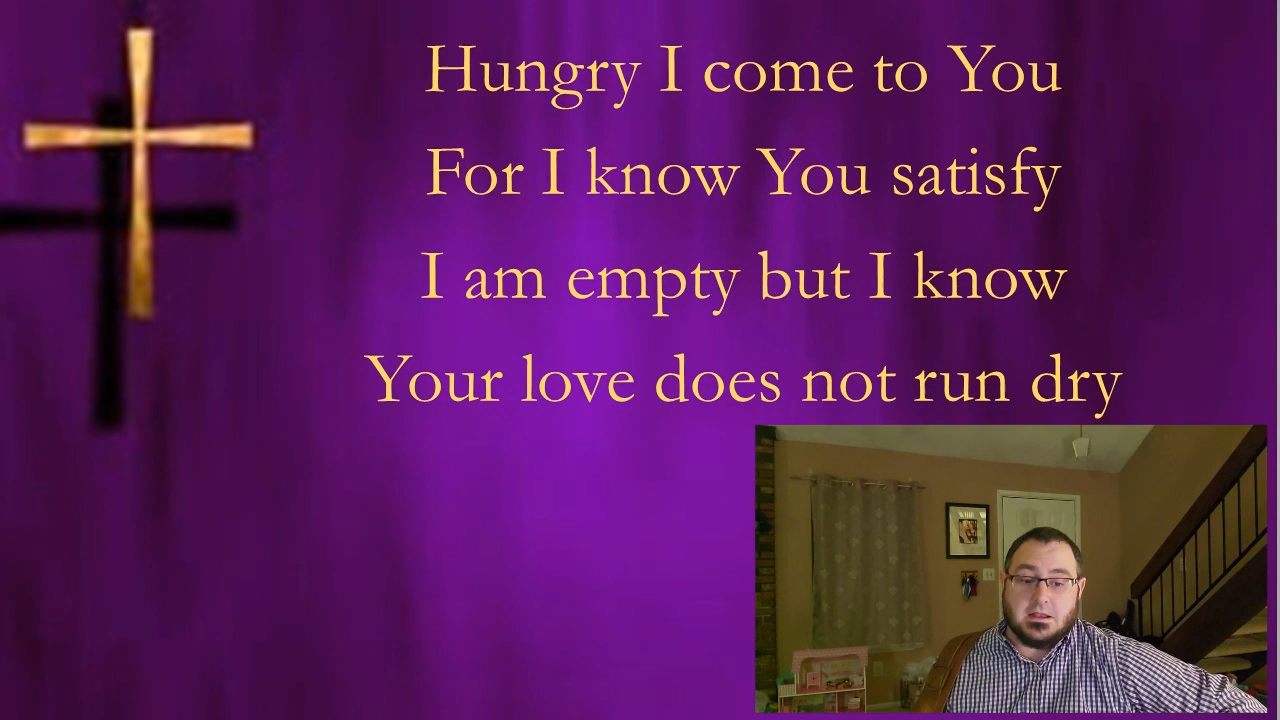 Hungry I come to You
For I know You satisfy
I am empty but I know
Your love does not run dry